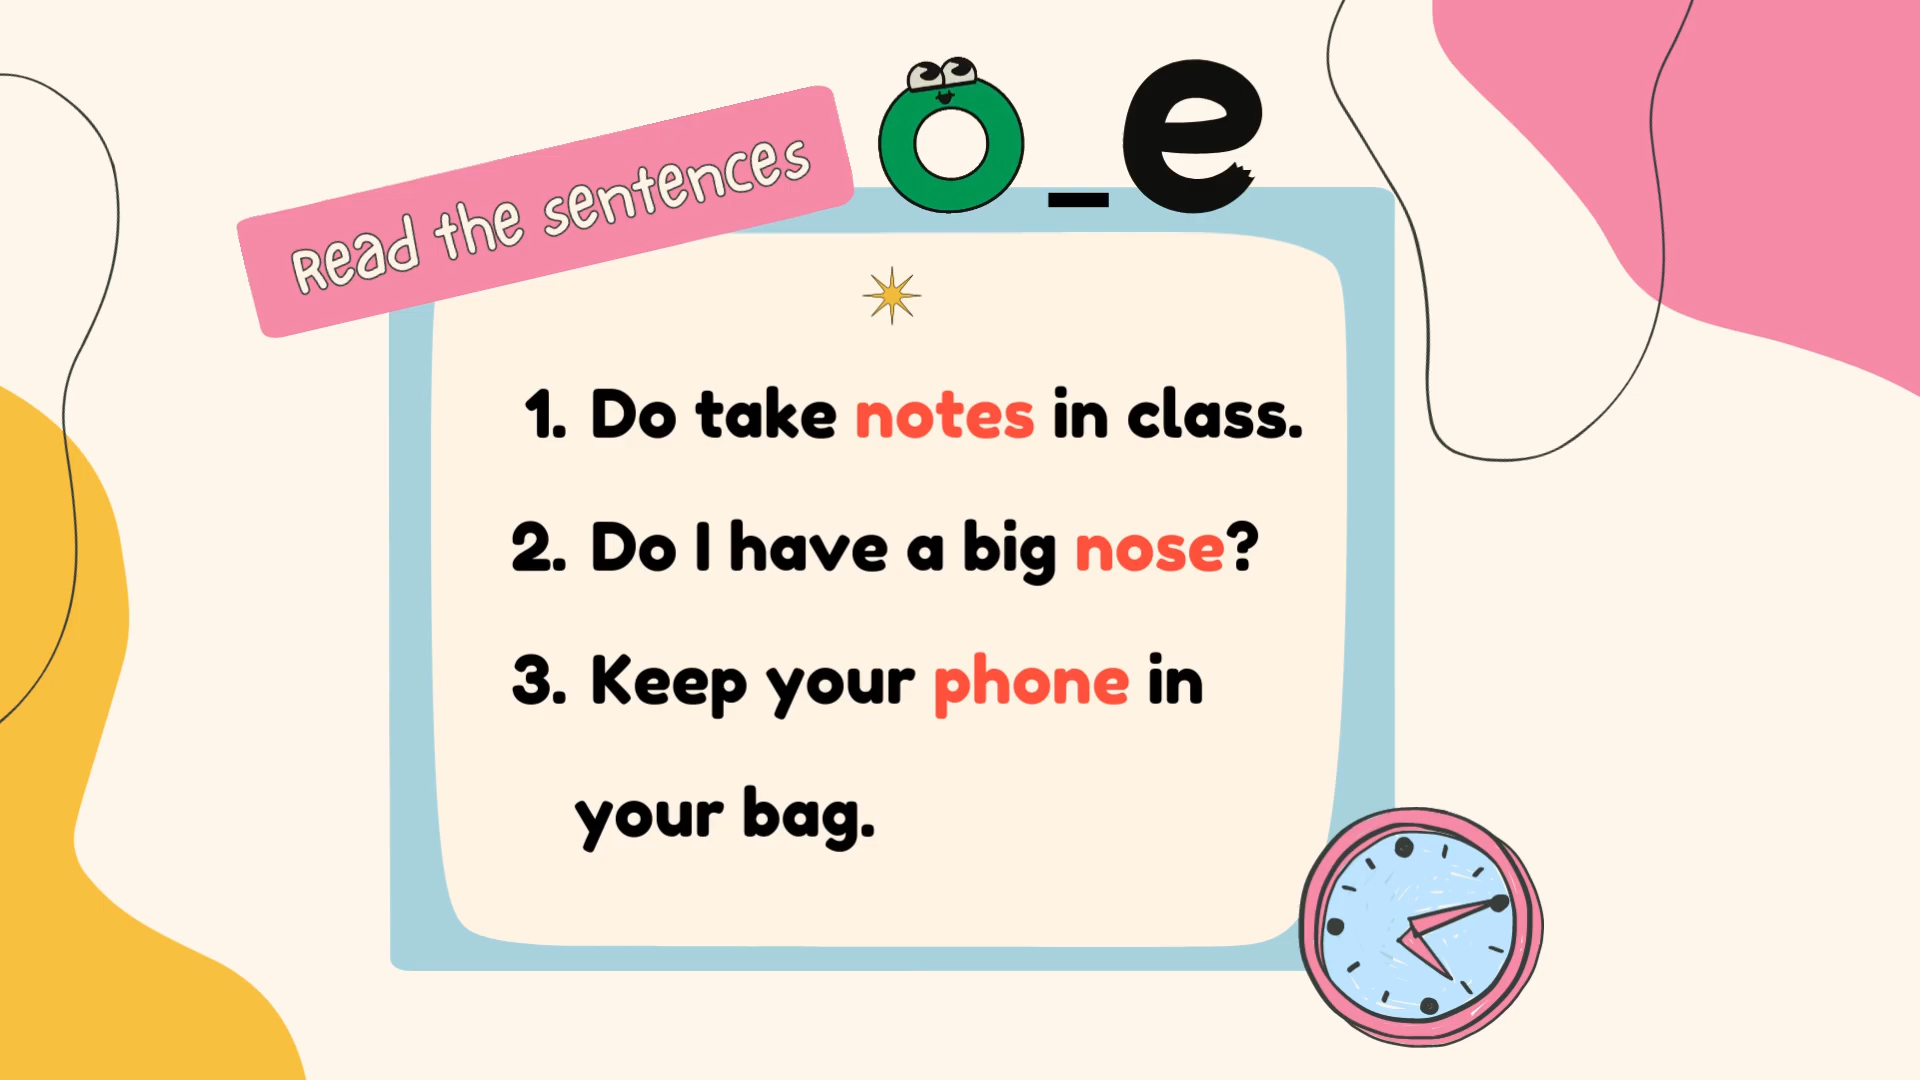 Read the sentences
o_e
1. Do take notes in class.
2. Do I have a big nose?
3. Keep your phone in
your bag.